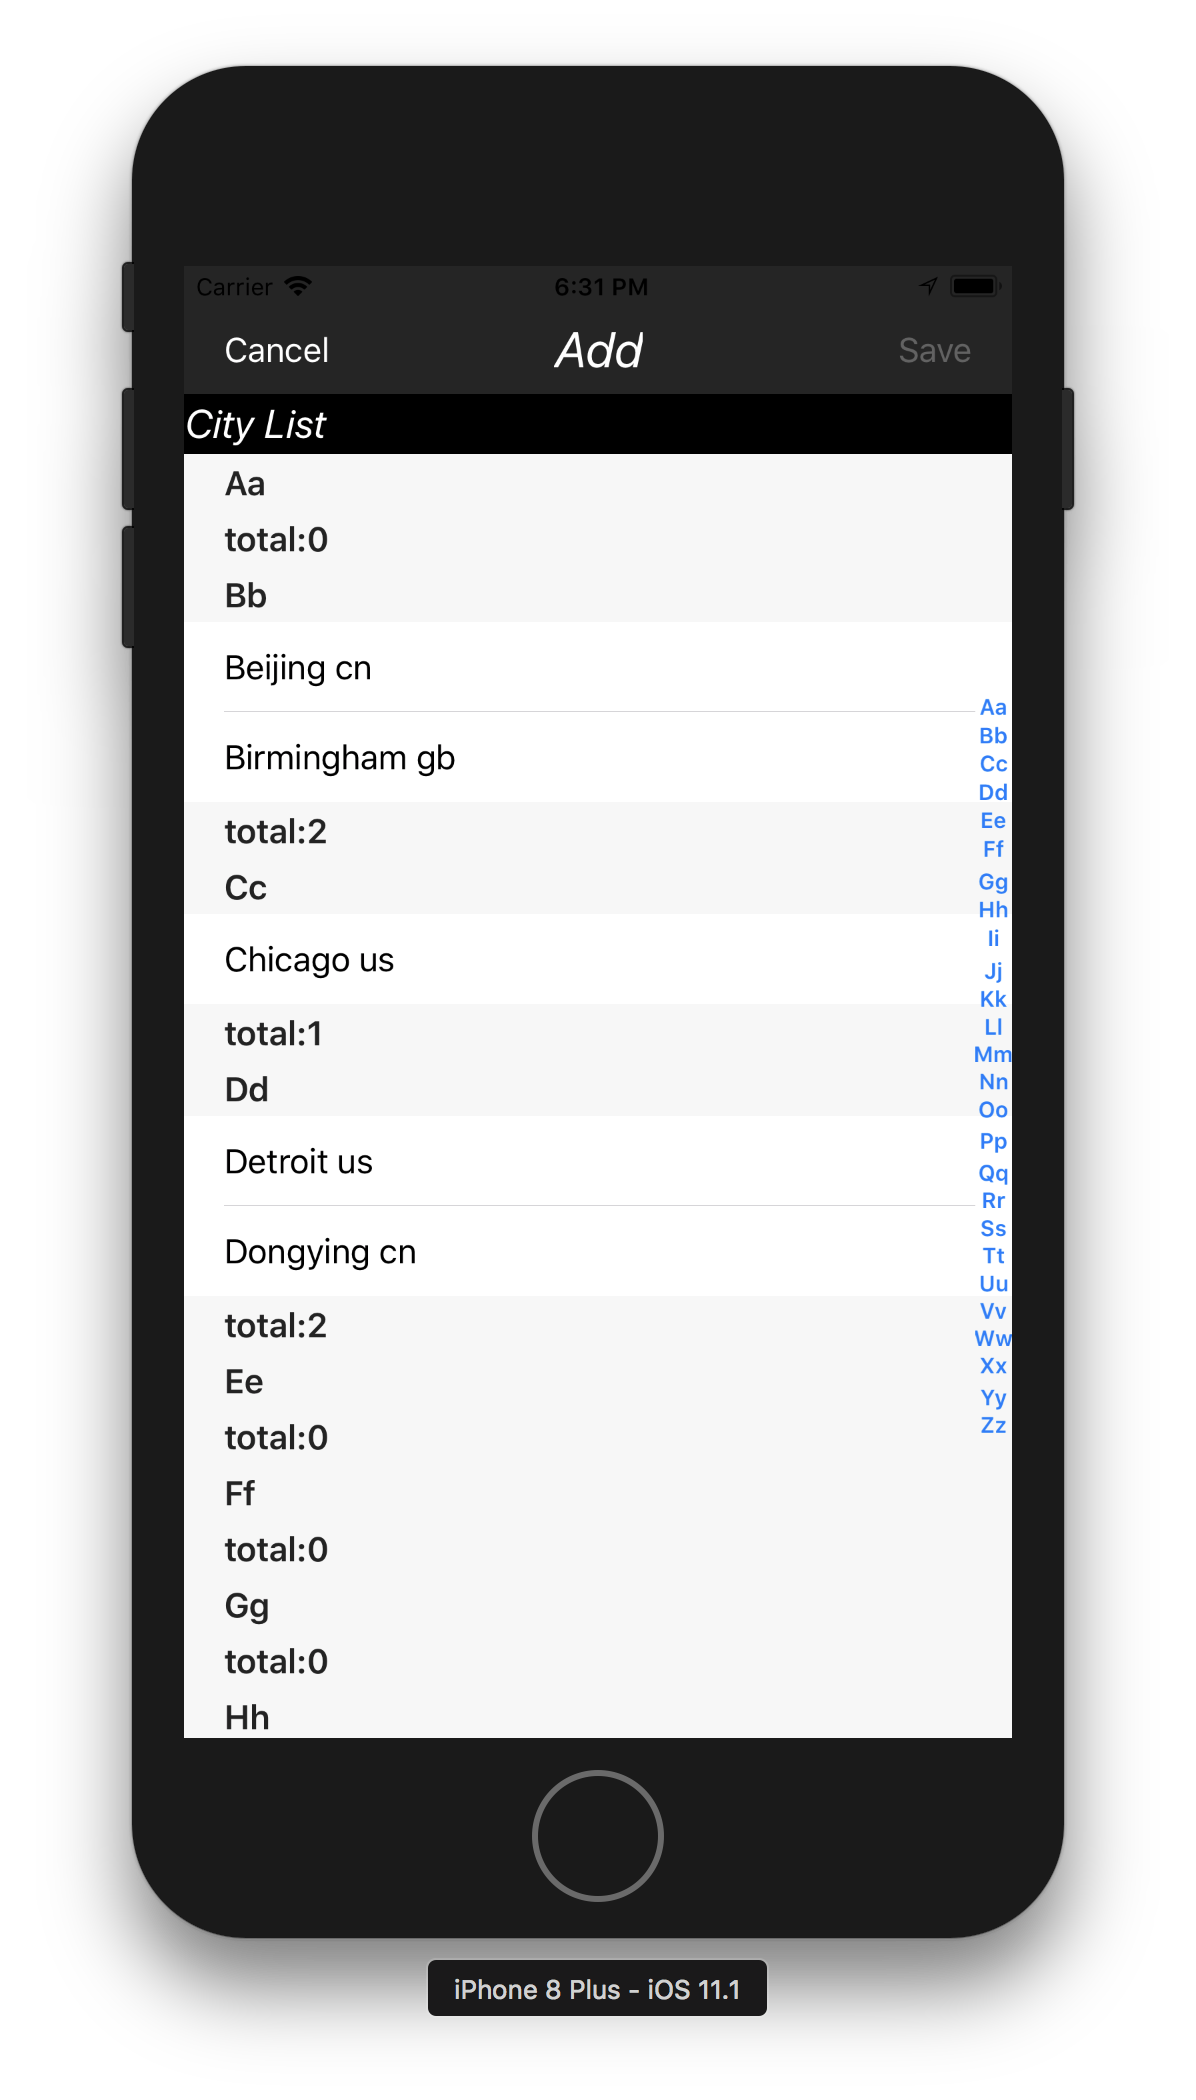 Carrier 6:31 PM
Cancel Add Save
City List
Aa
total:0
Bb
Beijing cn
Birmingham gb
total:2
Cc
Chicago us
total:1
Dd
Detroit us
Dongying cn
total:2
Ee
total:0
Ff
total:0
Gg
total:0
Hh
Aa
Bb
Cc
Dd
Ee
Ff
Gg
Hh
Ii
Jj
Kk
Ll
Mm
Nn
Oo
Pp
Qq
Rr
Ss
Tt
Uu
Vv
Ww
Xx
Yy
Zz
iPhone 8 Plus - iOS 11.1